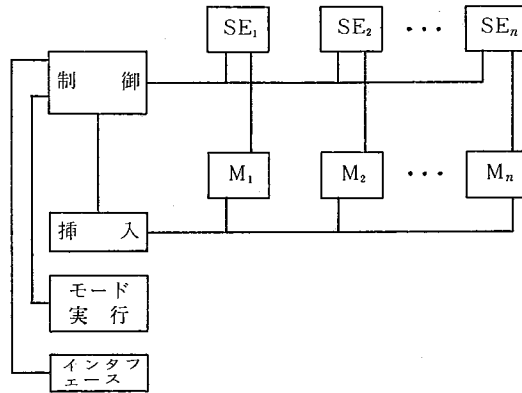 SE₁ SE₂ ・・・ SEₙ
制御
M₁ M₂ ・・・ Mₙ
挿入
モード
実行
インタフ
ェース